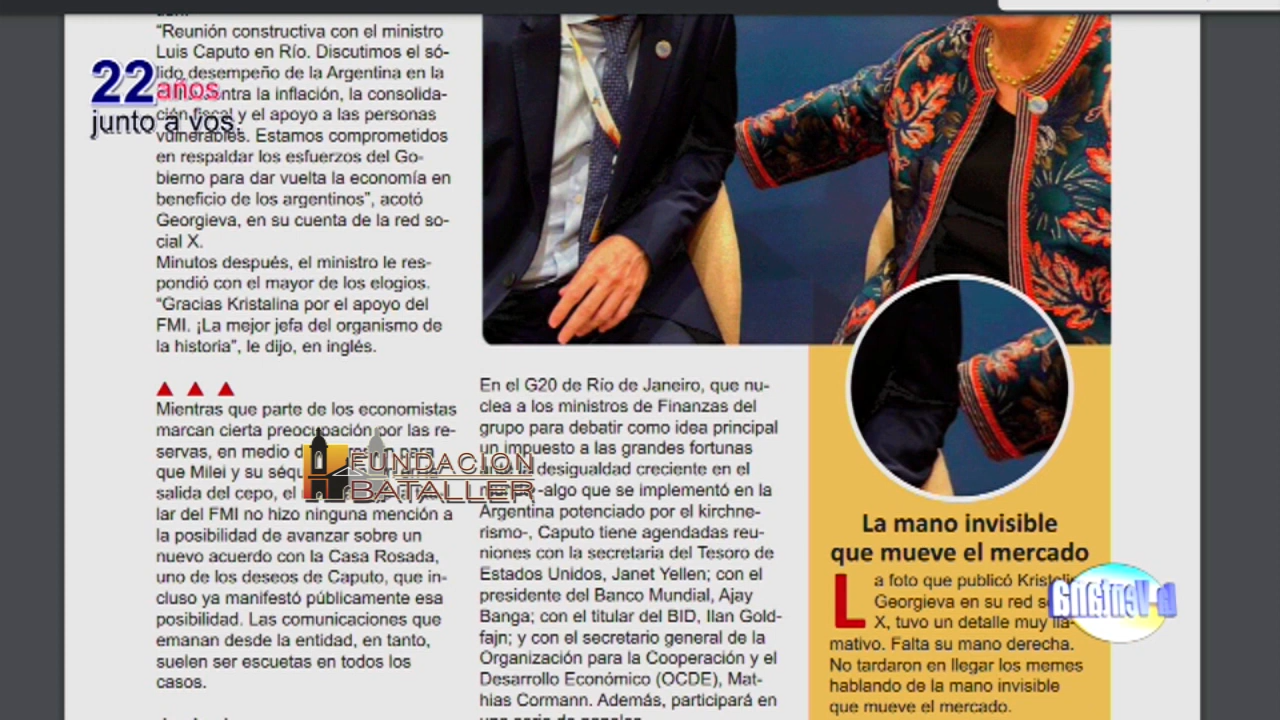 “Reunión constructiva con el ministro
Luis Caputo en Río. Discutimos el só-
lido desempeño de la Argentina en la
contra la inflación, la consolida-
ción fiscal y el apoyo a las personas
vulnerables. Estamos comprometidos
en respaldar los esfuerzos del Go-
bierno para dar vuelta la economía en
beneficio de los argentinos”, acotó
Georgieva, en su cuenta de la red so-
cial X.
Minutos después, el ministro le res-
pondió con el mayor de los elogios.
“Gracias Kristalina por el apoyo del
FMI. ¡La mejor jefa del organismo de
la historia”, le dijo, en inglés.
Mientras que parte de los economistas
marcan cierta preocupación por las re-
servas, en medio
que Milei y su
salida del cepo, el
lar del FMI no hizo ninguna mención a
la posibilidad de avanzar sobre un
nuevo acuerdo con la Casa Rosada,
uno de los deseos de Caputo, que in-
cluso ya manifestó públicamente esa
posibilidad. Las comunicaciones que
emanan desde la entidad, en tanto,
suelen ser escuetas en todos los
casos.
En el G20 de Río de Janeiro, que nu-
clea a los ministros de Finanzas del
grupo para debatir como idea principal
un impuesto a las grandes fortunas
desigualdad creciente en el
-algo que se implementó en la
Argentina potenciado por el kirchne-
rismo-, Caputo tiene agendadas reu-
niones con la secretaria del Tesoro de
Estados Unidos, Janet Yellen; con el
presidente del Banco Mundial, Ajay
Banga; con el titular del BID, Ilan Gold-
fajn; y con el secretario general de la
Organización para la Cooperación y el
Desarrollo Económico (OCDE), Mat-
hias Cormann. Además, participará en
La mano invisible
que mueve el mercado
La foto que publicó Kristalina
Georgieva en su red
X, tuvo un detalle muy lla-
mativo. Falta su mano derecha.
No tardaron en llegar los memes
hablando de la mano invisible
que mueve el mercado.
22 años
junto a vos.
FUNDACION
BATALLER